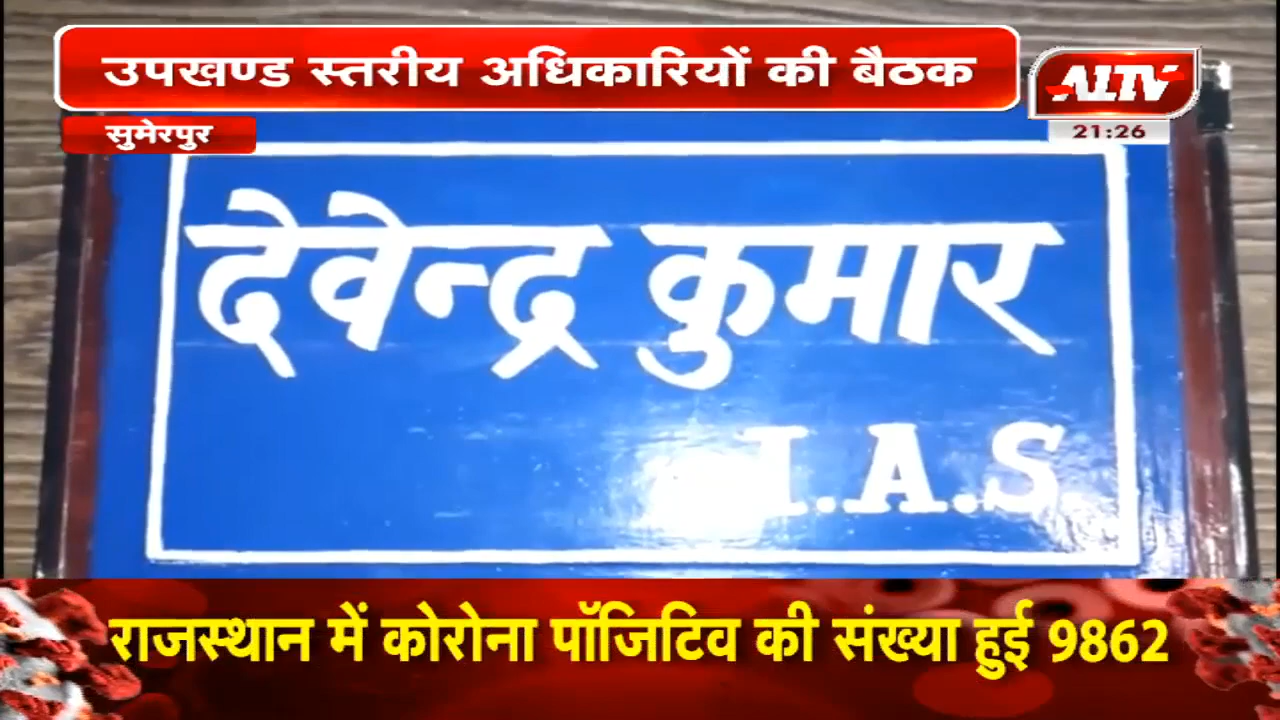 उपखण्ड स्तरीय अधिकारियों की बैठक
ALTV
सुमेरपुर
21:26
देवेन्द्र कुमार
I.A.S.
राजस्थान में कोरोना पॉजिटिव की संख्या हुई 9862